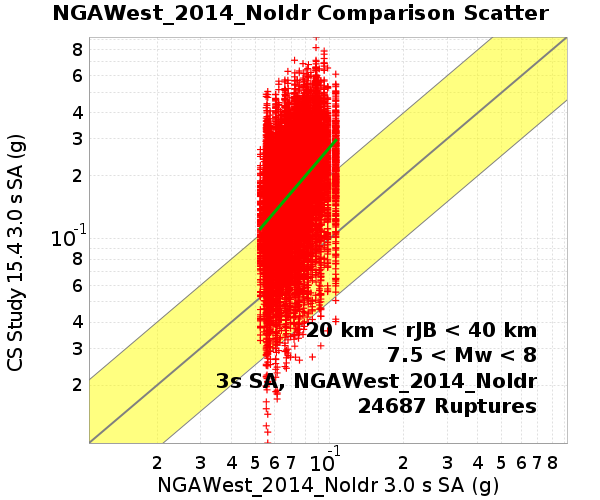 NGAWest_2014_NoIdr Comparison Scatter
CS Study 15.4 3.0 s SA (g)
8
6
4
3
2
10-1
8
6
4
3
2
20 km < rJB < 40 km
7.5 < Mw < 8
3s SA, NGAWest_2014_NoIdr
24687 Ruptures
2 3 4 5 6 7 10-1 2 3 4 5 6 7 8
NGAWest_2014_NoIdr 3.0 s SA (g)